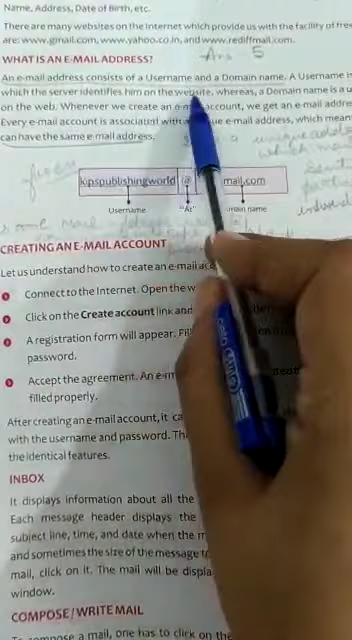 Name, Address, Date of Birth, etc.
There are many websites on the Internet which provide us with the facility of free
are: www.gmail.com, www.yahoo.co.in, and www.rediffmail.com.
Ans 5
WHAT IS AN E-MAIL ADDRESS?
An e-mail address consists of a Username and a Domain name. A Username i
which the server identifies him on the website, whereas, a Domain name is a u
on the web. Whenever we create an e-mail account, we get an e-mail addre
Every e-mail account is associated with a ue e-mail address, which mean
can have the same e-mail address.
kipspublishingworld @ mail.com
Username "At" main name
CREATING AN E-MAIL ACCOUNT
Let us understand how to create an e-mail acc
Connect to the Internet. Open the w
Click on the Create account link and
A registration form will appear. Fil
password.
Accept the agreement. An e-m
filled properly.
After creating an e-mail account, it ca
with the username and password. Th
the identical features.
INBOX
It displays information about all the
Each message header displays the
subject line, time, and date when the m
and sometimes the size of the message
mail, click on it. The mail will be displa
window.
COMPOSE/WRITE MAIL
To compose a mail, one has to click on the